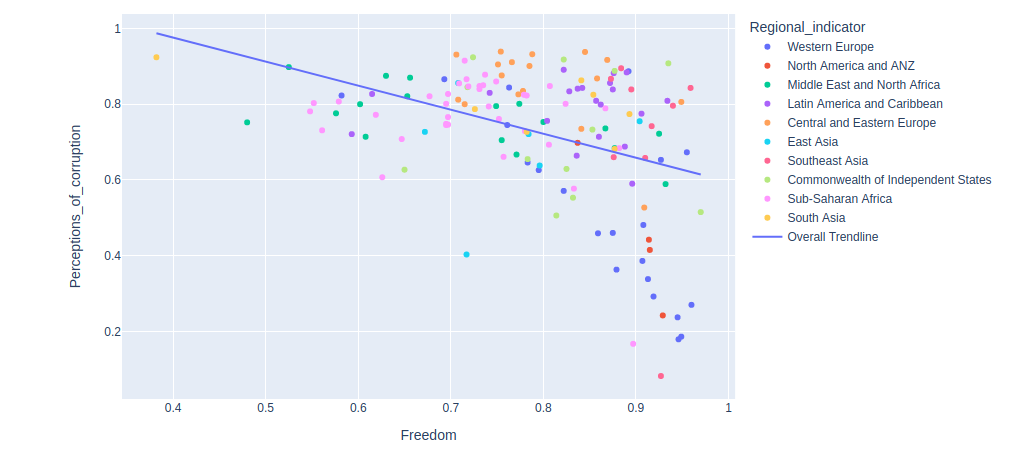 Regional_indicator
Western Europe
North America and ANZ
Middle East and North Africa
Latin America and Caribbean
Central and Eastern Europe
East Asia
Southeast Asia
Commonwealth of Independent States
Sub-Saharan Africa
South Asia
Overall Trendline
Perceptions_of_corruption
1
0.8
0.6
0.4
0.2
0.4 0.5 0.6 0.7 0.8 0.9 1
Freedom